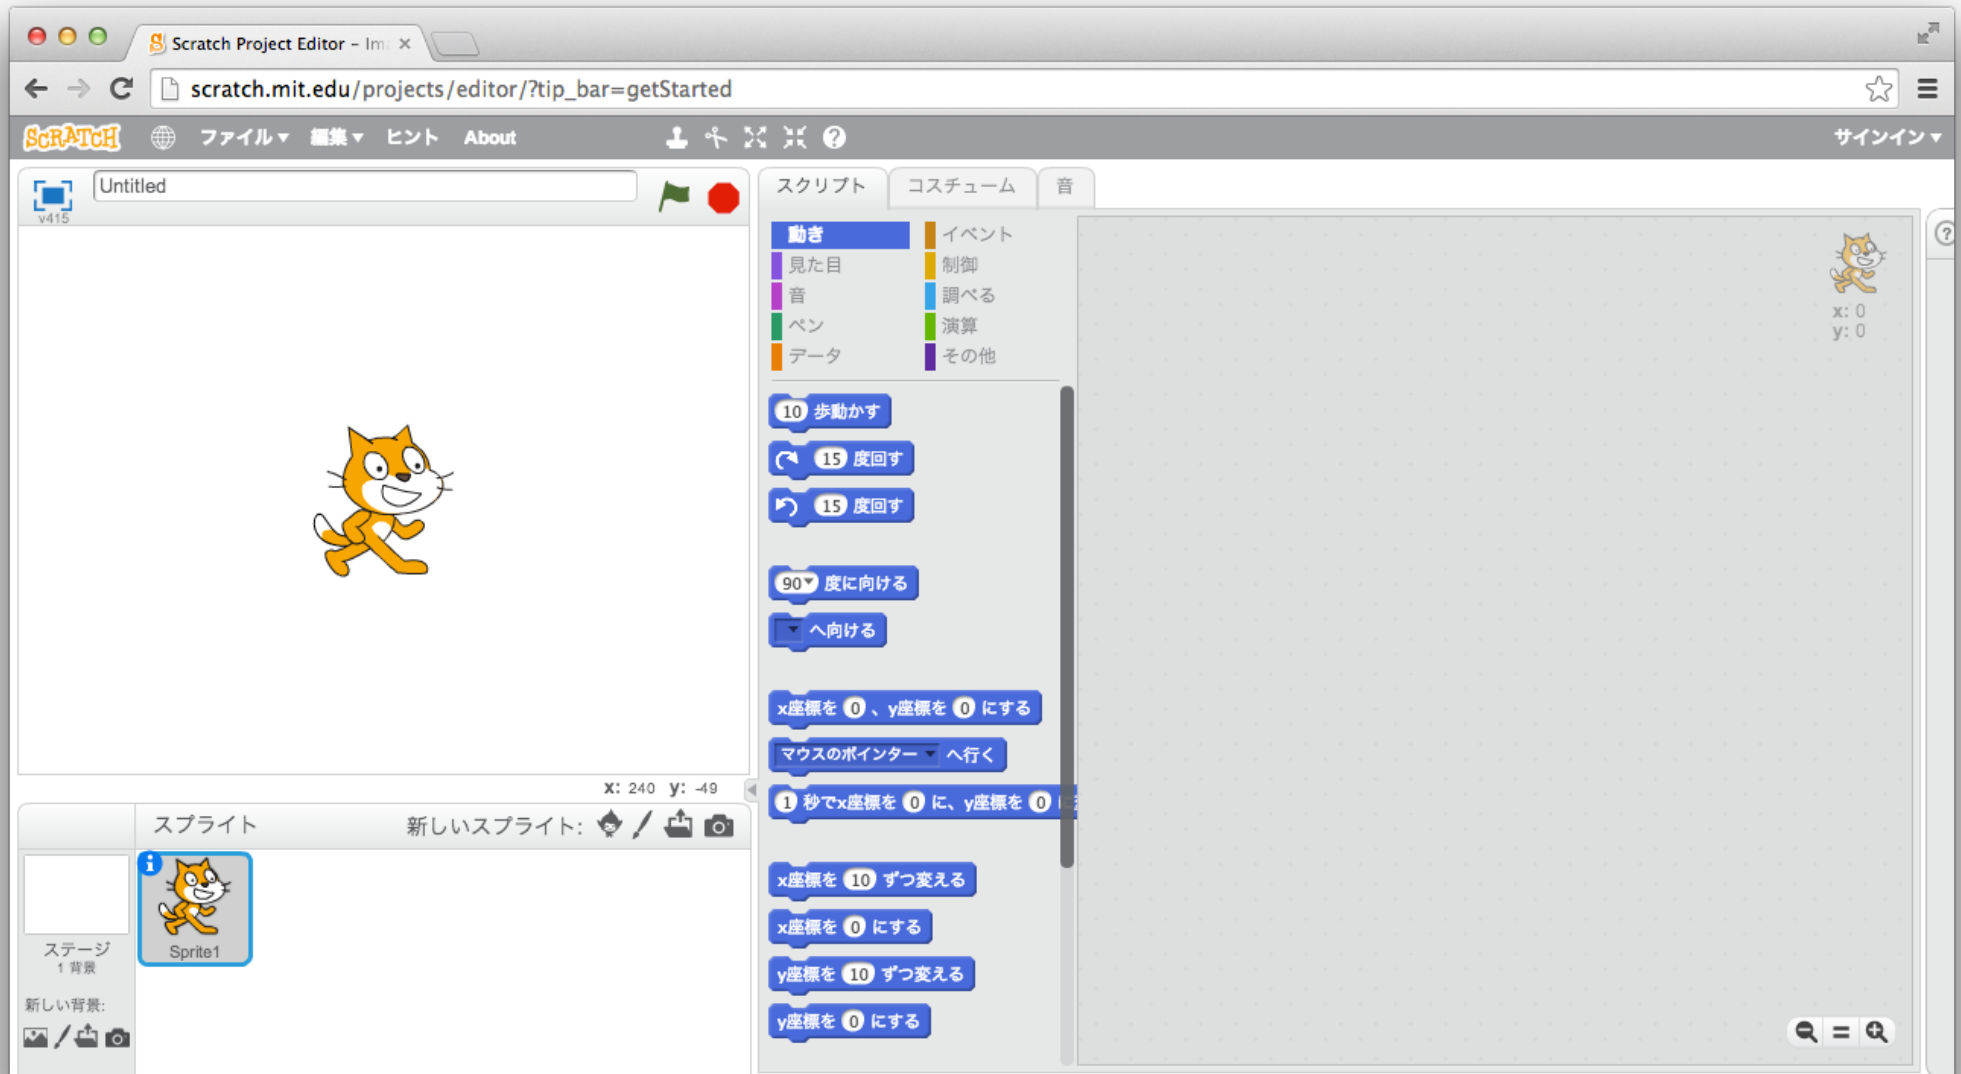 Scratch Project Editor – Im
scratch.mit.edu/projects/editor/?tip_bar=getStarted
SCRATCH ファイル 編集 ヒント About サインイン
v415
Untitled
スクリプト コスチューム 音
動き
見た目
音
ペン
データ
イベント
制御
調べる
演算
その他
10 歩動かす
15 度回す
15 度回す
90 度に向ける
へ向ける
x座標を 0 、y座標を 0 にする
マウスのポインター へ行く
1 秒でx座標を 0 に、y座標を 0 に
x座標を 10 ずつ変える
x座標を 0 にする
y座標を 10 ずつ変える
y座標を 0 にする
x: 0
y: 0
x: 240 y: -49
スプライト 新しいスプライト:
Sprite1
ステージ
1 背景
新しい背景: